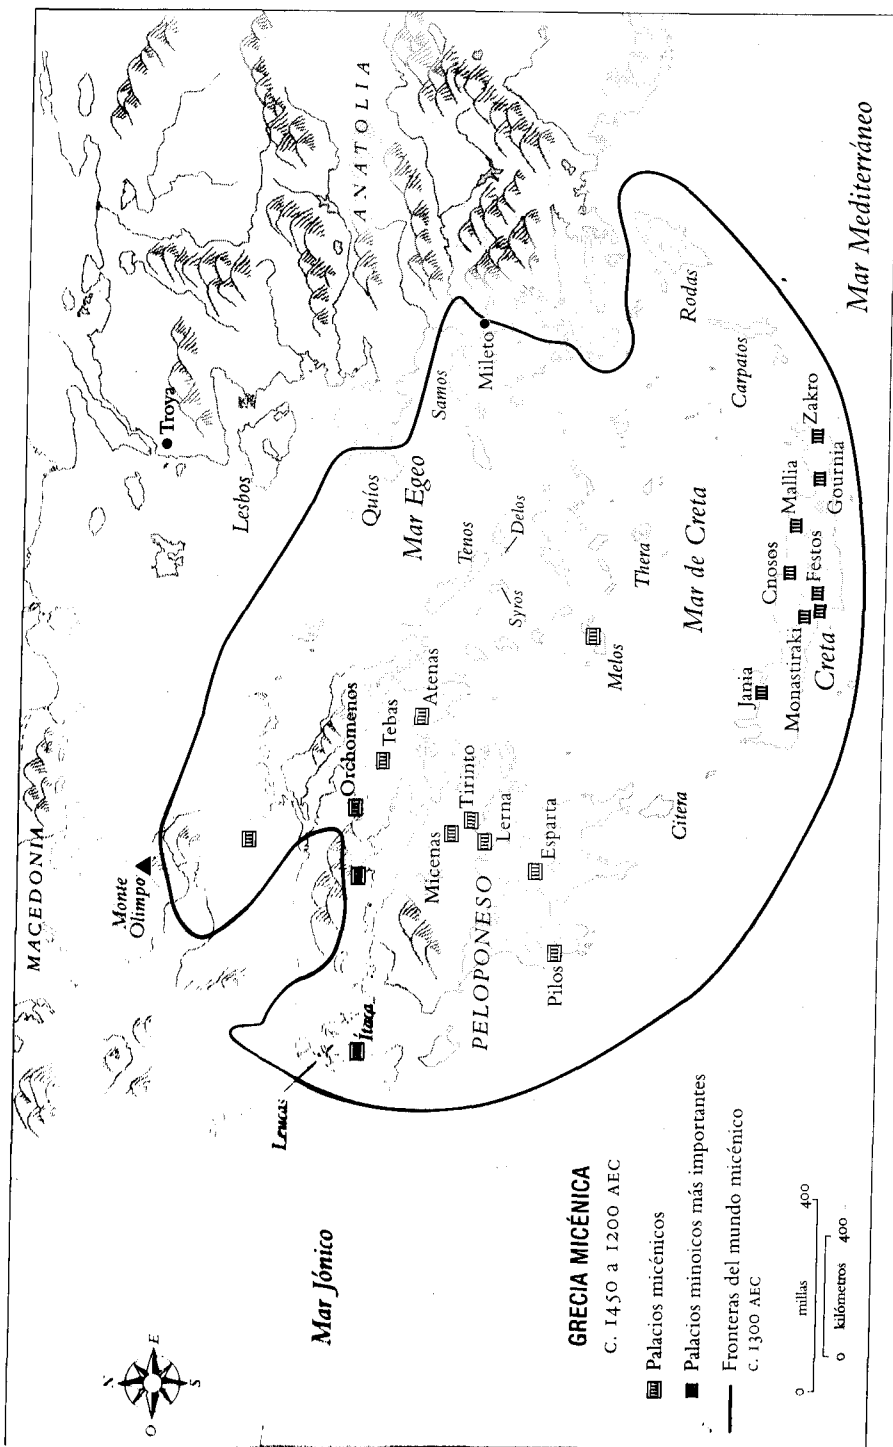 MACEDONIA
Monte
Olimpo
Troya
ANATOLIA
Lesbos
Quíos
Mar Egeo
Samos
Mileto
Leucas
Ítaca
Orchomenos
Tebas
Atenas
Tenos
Delos
Syros
Micenas
Tirinto
Lerna
PELOPONESO
Esparta
Pilos
Melos
Thera
Rodas
Carpatos
Citera
Mar de Creta
Jania
Cnosos
Mallia
Zakro
Monastiraki
Festos
Gournia
Creta
Mar Jónico
Mar Mediterráneo
N
O
E
S
GRECIA MICÉNICA
C. 1450 a 1200 AEC
Palacios micénicos
Palacios minoicos más importantes
Fronteras del mundo micénico
c. 1300 AEC
millas
0 400
0 kilómetros 400